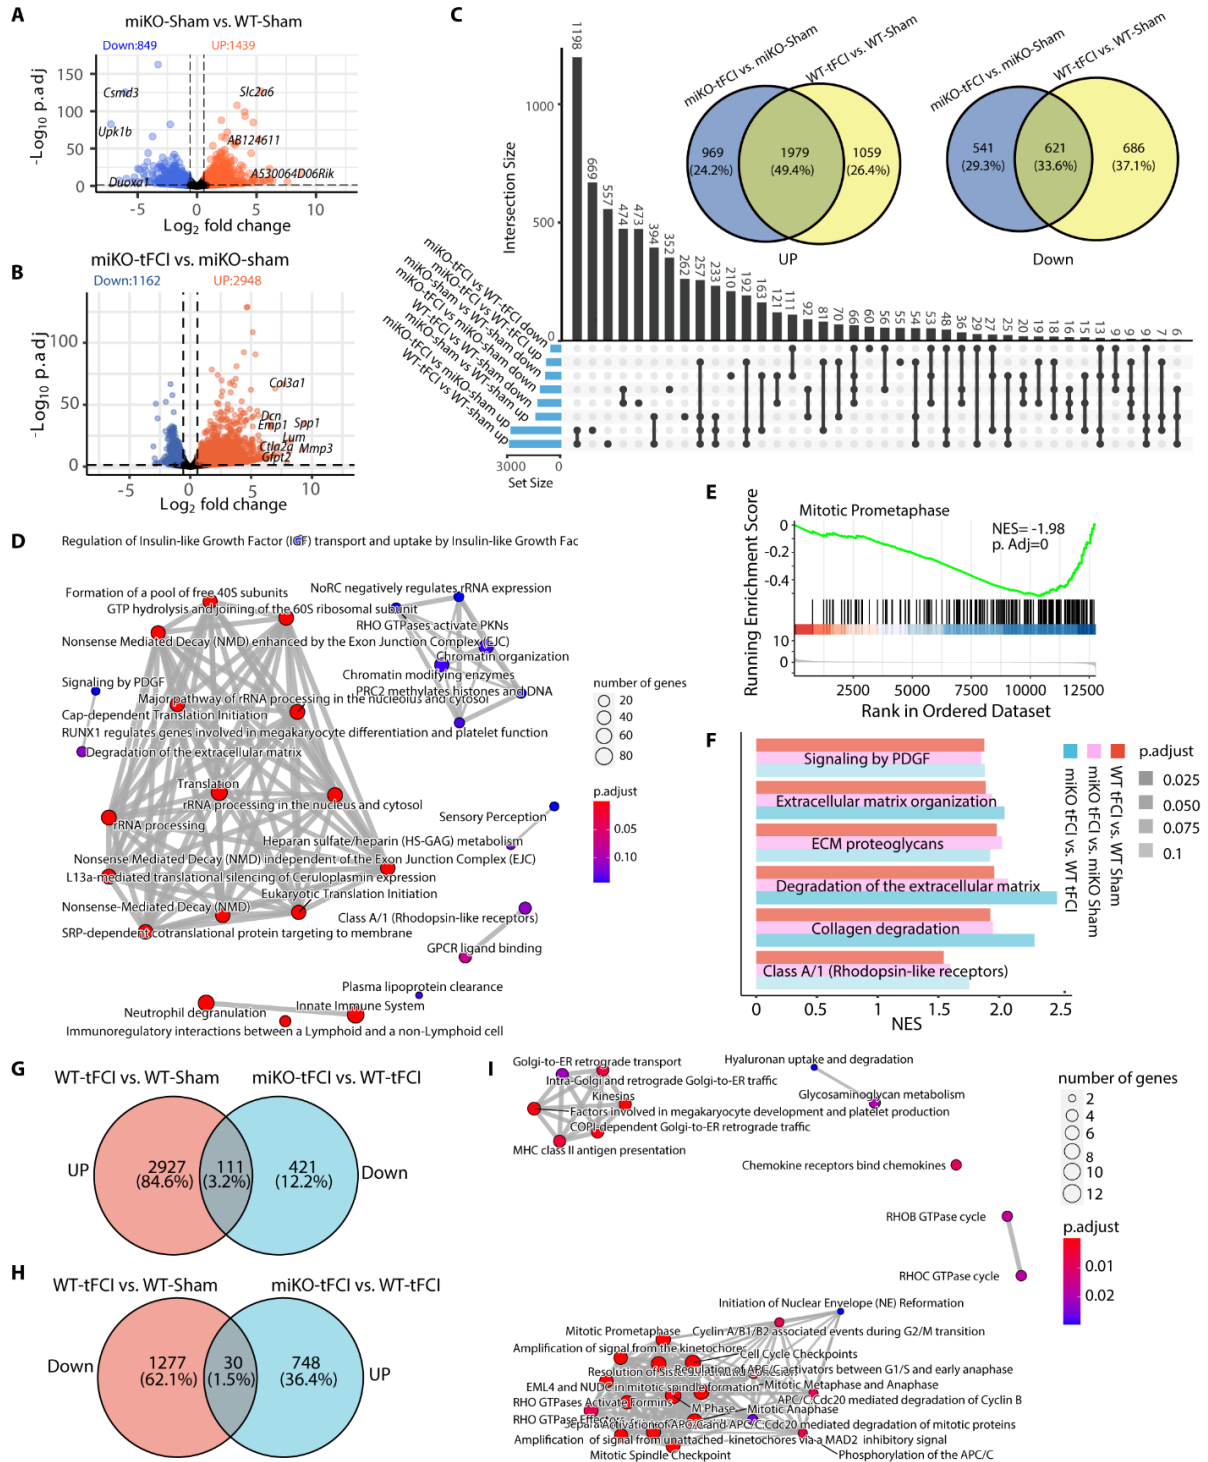 A
miKO-Sham vs. WT-Sham
Down:849
UP:1439
-Log10 p.adj
150
100
50
0
Csmd3
Upk1b
Duoxa1
Slc2a6
AB124611
A530064D06Rik
-5
0
5
10
Log2 fold change
B
miKO-tFCI vs. miKO-sham
Down:1162
UP:2948
-Log10 p.adj
100
50
0
Col3a1
Dcn
Emp1
Spp1
Lum
Ctla2a
Mmp3
Gfpt2
-5
0
5
10
Log2 fold change
C
Intersection Size
1000
500
0
1198
669
557
474
473
394
352
262
257
233
210
192
163
121
111
92
81
70
66
60
56
55
54
53
48
36
29
27
25
20
19
18
16
15
13
9
9
9
7
6
miKO-tFCI vs WT-tFCI down
miKO-tFCI vs WT-tFCI up
miKO-sham vs WT-sham down
miKO-tFCI vs miKO-sham down
WT-tFCI vs WT-sham down
miKO-sham vs WT-sham up
miKO-tFCI vs miKO-sham up
WT-tFCI vs WT-sham up
3000
0
Set Size
miKO-tFCI vs. miKO-Sham
WT-tFCI vs. WT-Sham
969
(24.2%)
1979
(49.4%)
1059
(26.4%)
UP
miKO-tFCI vs. miKO-Sham
WT-tFCI vs. WT-Sham
541
(29.3%)
621
(33.6%)
686
(37.1%)
Down
D
Regulation of Insulin-like Growth Factor (IGF) transport and uptake by Insulin-like Growth Fac
Formation of a pool of free 40S subunits
NoRC negatively regulates rRNA expression
GTP hydrolysis and joining of the 60S ribosomal subunit
RHO GTPases activate PKNs
Nonsense Mediated Decay (NMD) enhanced by the Exon Junction Complex (EJC)
Chromatin organization
Chromatin modifying enzymes
Signaling by PDGF
PRC2 methylates histones and DNA
Major pathway of rRNA processing in the nucleolus and cytosol
Cap-dependent Translation Initiation
RUNX1 regulates genes involved in megakaryocyte differentiation and platelet function
Degradation of the extracellular matrix
Translation
rRNA processing in the nucleus and cytosol
rRNA processing
Sensory Perception
Heparan sulfate/heparin (HS-GAG) metabolism
Nonsense Mediated Decay (NMD) independent of the Exon Junction Complex (EJC)
L13a-mediated translational silencing of Ceruloplasmin expression
Eukaryotic Translation Initiation
Nonsense-Mediated Decay (NMD)
Class A/1 (Rhodopsin-like receptors)
SRP-dependent cotranslational protein targeting to membrane
GPCR ligand binding
Plasma lipoprotein clearance
Innate Immune System
Neutrophil degranulation
Immunoregulatory interactions between a Lymphoid and a non-Lymphoid cell
number of genes
20
40
60
80
p.adjust
0.05
0.10
E
Running Enrichment Score
Mitotic Prometaphase
NES= -1.98
p. Adj=0
0
-0.2
-0.4
10
0
2500
5000
7500
10000
12500
Rank in Ordered Dataset
F
Signaling by PDGF
Extracellular matrix organization
ECM proteoglycans
Degradation of the extracellular matrix
Collagen degradation
Class A/1 (Rhodopsin-like receptors)
0
0.5
1
1.5
2.0
2.5
NES
miKO tFCI vs. WT tFCI
miKO tFCI vs. miKO Sham
WT tFCI vs. WT Sham
p.adjust
0.025
0.050
0.075
0.1
G
WT-tFCI vs. WT-Sham
miKO-tFCI vs. WT-tFCI
UP
2927
(84.6%)
111
(3.2%)
421
(12.2%)
Down
H
WT-tFCI vs. WT-Sham
miKO-tFCI vs. WT-tFCI
Down
1277
(62.1%)
30
(1.5%)
748
(36.4%)
UP
I
Golgi-to-ER retrograde transport
Hyaluronan uptake and degradation
Intra-Golgi and retrograde Golgi-to-ER traffic
Kinesins
Glycosaminoglycan metabolism
Factors involved in megakaryocyte development and platelet production
COPI-dependent Golgi-to-ER retrograde traffic
MHC class II antigen presentation
Chemokine receptors bind chemokines
RHOB GTPase cycle
RHOC GTPase cycle
Initiation of Nuclear Envelope (NE) Reformation
Mitotic Prometaphase
Cyclin A/B1/B2 associated events during G2/M transition
Amplification of signal from the kinetochores
Cell Cycle Checkpoints
Regulation of APC/C activators between G1/S and early anaphase
EML4 and NUDC in mitotic spindle formation
Mitotic Metaphase and Anaphase
RHO GTPases Activate Formins
APC/C:Cdc20 mediated degradation of Cyclin B
M Phase
Mitotic Anaphase
RHO GTPase Effectors
Activation of APC/C and APC/C:Cdc20 mediated degradation of mitotic proteins
Amplification of signal from unattached kinetochores via a MAD2 inhibitory signal
Mitotic Spindle Checkpoint
Phosphorylation of the APC/C
number of genes
2
4
6
8
10
12
p.adjust
0.01
0.02